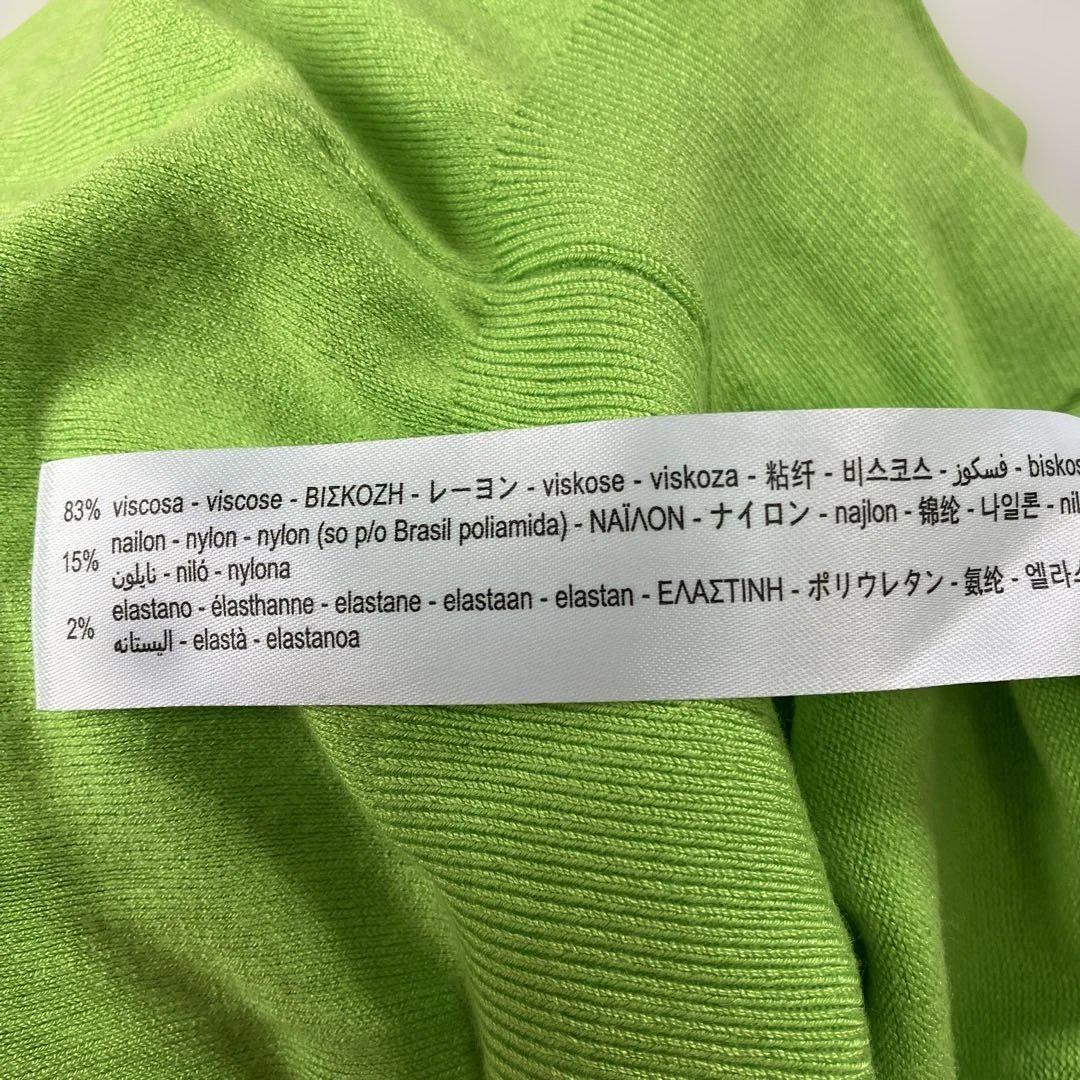 83% viscosa - viscose - ΒΙΣΚΟΖΗ - レーヨン - viskose - viskoza - 粘纤 - 비스코스 - فسكوز - biskos
15% nailon - nylon - nylon (so p/o Brasil poliamida) - ΝΑΪΛΟΝ - ナイロン - najlon - 锦纶 - 나일론 - nil
نايلون - niló - nylona
2% elastano - élasthanne - elastane - elastaan - elastan - ΕΛΑΣΤΙΝΗ - ポリウレタン - 氨纶 - 엘라스
اليستانه - elastà - elastanoa